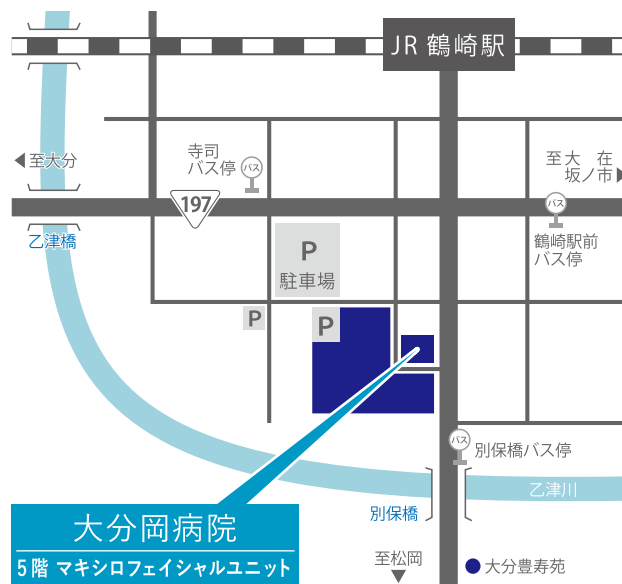 JR 鶴崎駅
寺司
バス停
バス
至大分
至 大　在
坂ノ市
197
バス
乙津橋
鶴崎駅前
バス停
P
駐車場
P
P
バス
別保橋バス停
乙津川
別保橋
大分岡病院
5階 マキシロフェイシャルユニット
至松岡
大分豊寿苑